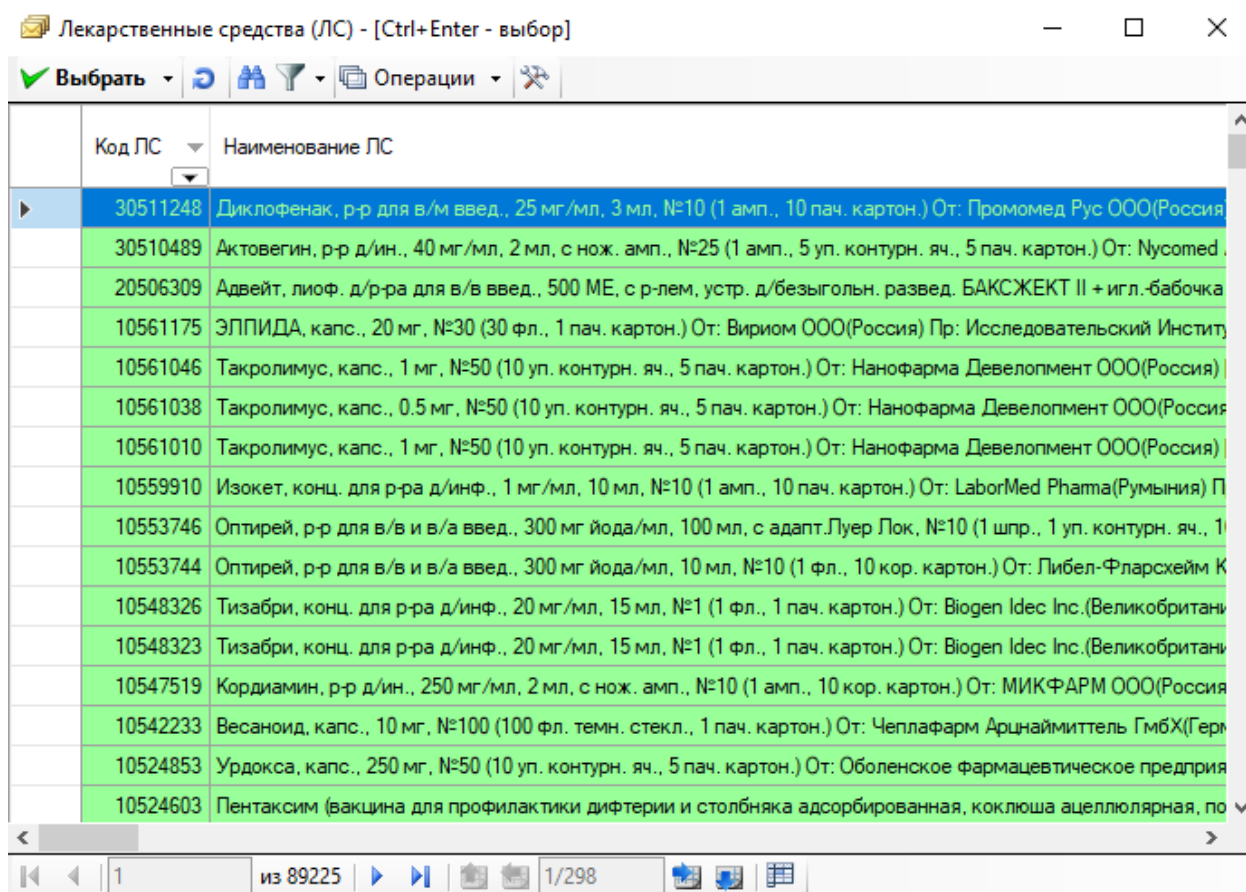 Лекарственные средства (ЛС) - [Ctrl+Enter - выбор]
Выбрать Операции
Код ЛС Наименование ЛС
30511248 Диклофенак, р-р для в/м введ., 25 мг/мл, 3 мл, №10 (1 амп., 10 пач. картон.) От: Промомед Рус ООО(Россия)
30510489 Актовегин, р-р д/ин., 40 мг/мл, 2 мл, с нож. амп., №25 (1 амп., 5 уп. контурн. яч., 5 пач. картон.) От: Nycomed
20506309 Адвейт, лиоф. д/р-ра для в/в введ., 500 МЕ, с р-лем, устр. д/безыгольн. развед. БАКСЖЕКТ II + игл.-бабочка
10561175 ЭЛПИДА, капс., 20 мг, №30 (30 фл., 1 пач. картон.) От: Вириом ООО(Россия) Пр: Исследовательский Институ
10561046 Такролимус, капс., 1 мг, №50 (10 уп. контурн. яч., 5 пач. картон.) От: Нанофарма Девелопмент ООО(Россия)
10561038 Такролимус, капс., 0.5 мг, №50 (10 уп. контурн. яч., 5 пач. картон.) От: Нанофарма Девелопмент ООО(Россия
10561010 Такролимус, капс., 1 мг, №50 (10 уп. контурн. яч., 5 пач. картон.) От: Нанофарма Девелопмент ООО(Россия)
10559910 Изокет, конц. для р-ра д/инф., 1 мг/мл, 10 мл, №10 (1 амп., 10 пач. картон.) От: LaborMed Pharma(Румыния) П
10553746 Оптирей, р-р для в/в и в/а введ., 300 мг йода/мл, 100 мл, с адапт.Луер Лок, №10 (1 шпр., 1 уп. контурн. яч., 1
10553744 Оптирей, р-р для в/в и в/а введ., 300 мг йода/мл, 10 мл, №10 (1 фл., 10 кор. картон.) От: Либел-Фларсхейм К
10548326 Тизабри, конц. для р-ра д/инф., 20 мг/мл, 15 мл, №1 (1 фл., 1 пач. картон.) От: Biogen Idec Inc.(Великобритани
10548323 Тизабри, конц. для р-ра д/инф., 20 мг/мл, 15 мл, №1 (1 фл., 1 пач. картон.) От: Biogen Idec Inc.(Великобритани
10547519 Кордиамин, р-р д/ин., 250 мг/мл, 2 мл, с нож. амп., №10 (1 амп., 10 кор. картон.) От: МИКФАРМ ООО(Россия
10542233 Весаноид, капс., 10 мг, №100 (100 фл. темн. стекл., 1 пач. картон.) От: Чеплафарм Арцнаймиттель ГмбХ(Герм
10524853 Урдокса, капс., 250 мг, №50 (10 уп. контурн. яч., 5 пач. картон.) От: Оболенское фармацевтическое предприя
10524603 Пентаксим (вакцина для профилактики дифтерии и столбняка адсорбированная, коклюша ацеллюлярная, по
1 из 89225 1/298